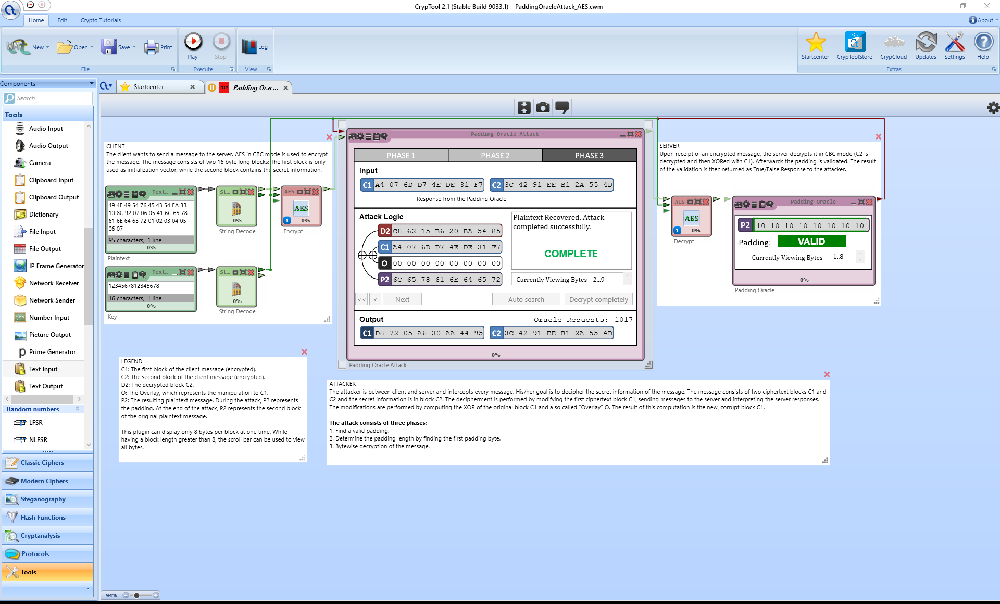 CrypTool 2.1 (Stable Build 9033.1) – PaddingOracleAttack_AES.cwm
Home Edit Crypto Tutorials About
New Open Save Print Play Stop Log Startcenter CrypToolStore CrypCloud Updates Settings Help
File Execute View Extras
Components
Search
Tools
Audio Input
Audio Output
Camera
Clipboard Input
Clipboard Output
Dictionary
File Input
File Output
IP Frame Generator
Network Receiver
Network Sender
Number Input
Picture Output
Prime Generator
Text Input
Text Output
Random numbers
LFSR
NLFSR
Classic Ciphers
Modern Ciphers
Steganography
Hash Functions
Cryptanalysis
Protocols
Tools
Startcenter
POA Padding Orac...
CLIENT
The client wants to send a message to the server. AES in CBC mode is used to encrypt
the message. The message consists of two 16 byte long blocks: The first block is only
used as initialization vector, while the second block contains the secret information.
Text...
49 4E 49 54 76 45 43 54 EA 33
10 8C 92 07 06 05 41 6C 65 78
61 6E 64 65 72 01 02 03 04 05
06 07
95 characters, 1 line
0%
Plaintext
St...
0%
String Decode
AES
AES
1 0%
Encrypt
Text...
1234567812345678
16 characters, 1 line
0%
Key
St...
0%
String Decode
Padding Oracle Attack
PHASE 1 PHASE 2 PHASE 3
Input
C1 A4 07 6D D7 4E DE 31 F7 C2 3C 42 91 EE B1 2A 55 4D
Response from the Padding Oracle
Attack Logic
D2 C8 62 15 B6 20 BA 54 85
C1 A4 07 6D D7 4E DE 31 F7
O 00 00 00 00 00 00 00 00
P2 6C 65 78 61 6E 64 65 72
Plaintext Recovered. Attack
completed successfully.
COMPLETE
Currently Viewing Bytes 2...9
<< < Next Auto search Decrypt completely
Output Oracle Requests: 1017
C1 D8 72 05 A6 30 AA 44 95 C2 3C 42 91 EE B1 2A 55 4D
0%
Padding Oracle Attack
SERVER
Upon receipt of an encrypted message, the server decrypts it in CBC mode (C2 is
decrypted and then XORed with C1). Afterwards the padding is validated. The result
of the validation is then returned as True/False Response to the attacker.
AES
AES
1 0%
Decrypt
Padding Oracle
P2 10 10 10 10 10 10 10 10
Padding: VALID
Currently Viewing Bytes 1..8
0%
Padding Oracle
LEGEND
C1: The first block of the client message (encrypted).
C2: The second block of the client message (encrypted).
D2: The decrypted block C2.
O: The Overlay, which represents the manipulation to C1.
P2: The resulting plaintext message. During the attack, P2 represents
the padding. At the end of the attack, P2 represents the second block
of the original plaintext message.
This plugin can display only 8 bytes per block at one time. While
having a block length greater than 8, the scroll bar can be used to view
all bytes.
ATTACKER
The attacker is between client and server and intercepts every message. His/her goal is to decipher the secret information of the message. The message consists of two ciphertext blocks C1 and
C2 and the secret information is in block C2. The decipherment is performed by modifying the first ciphertext block C1, sending messages to the server and interpreting the server responses.
The modifications are performed by computing the XOR of the original block C1 and a so called "Overlay" O. The result of this computation is the new, corrupt block C1.
The attack consists of three phases:
1. Find a valid padding.
2. Determine the padding length by finding the first padding byte.
3. Bytewise decryption of the message.
94%